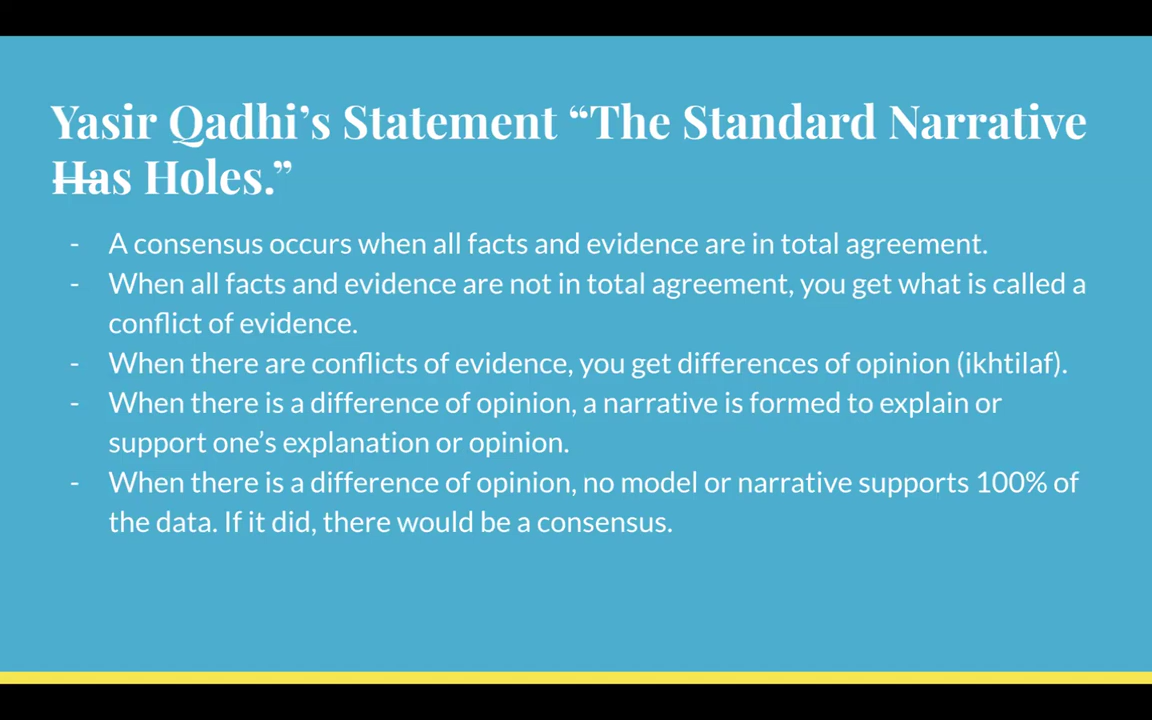 Yasir Qadhi’s Statement “The Standard Narrative
Has Holes.”
- A consensus occurs when all facts and evidence are in total agreement.
- When all facts and evidence are not in total agreement, you get what is called a
conflict of evidence.
- When there are conflicts of evidence, you get differences of opinion (ikhtilaf).
- When there is a difference of opinion, a narrative is formed to explain or
support one’s explanation or opinion.
- When there is a difference of opinion, no model or narrative supports 100% of
the data. If it did, there would be a consensus.